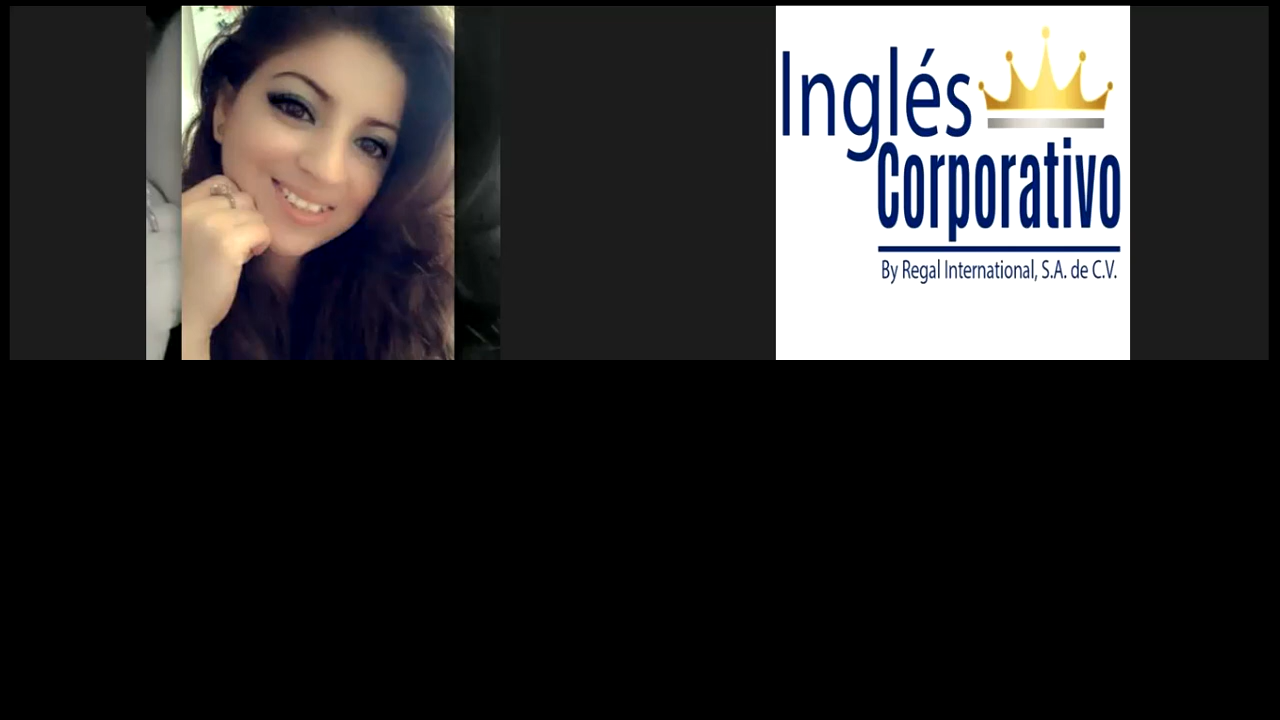 Inglés
Corporativo
By Regal International, S.A. de C.V.